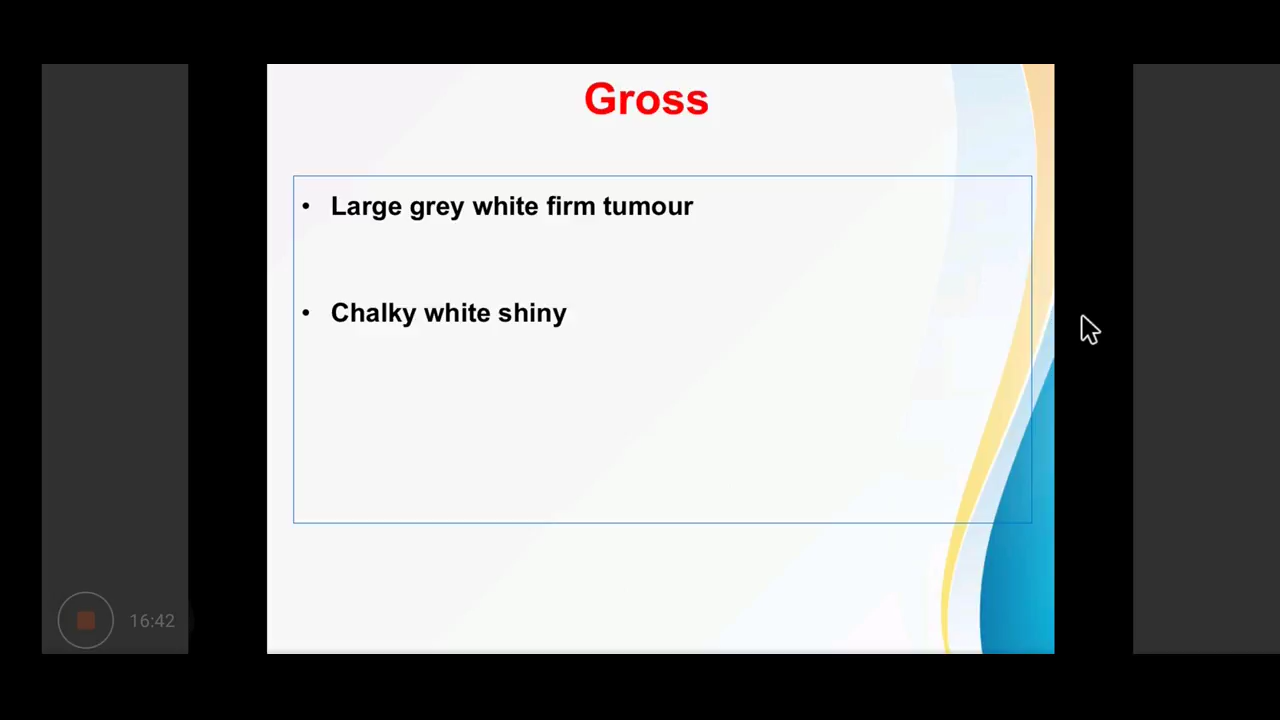 Gross
• Large grey white firm tumour
• Chalky white shiny
16:42